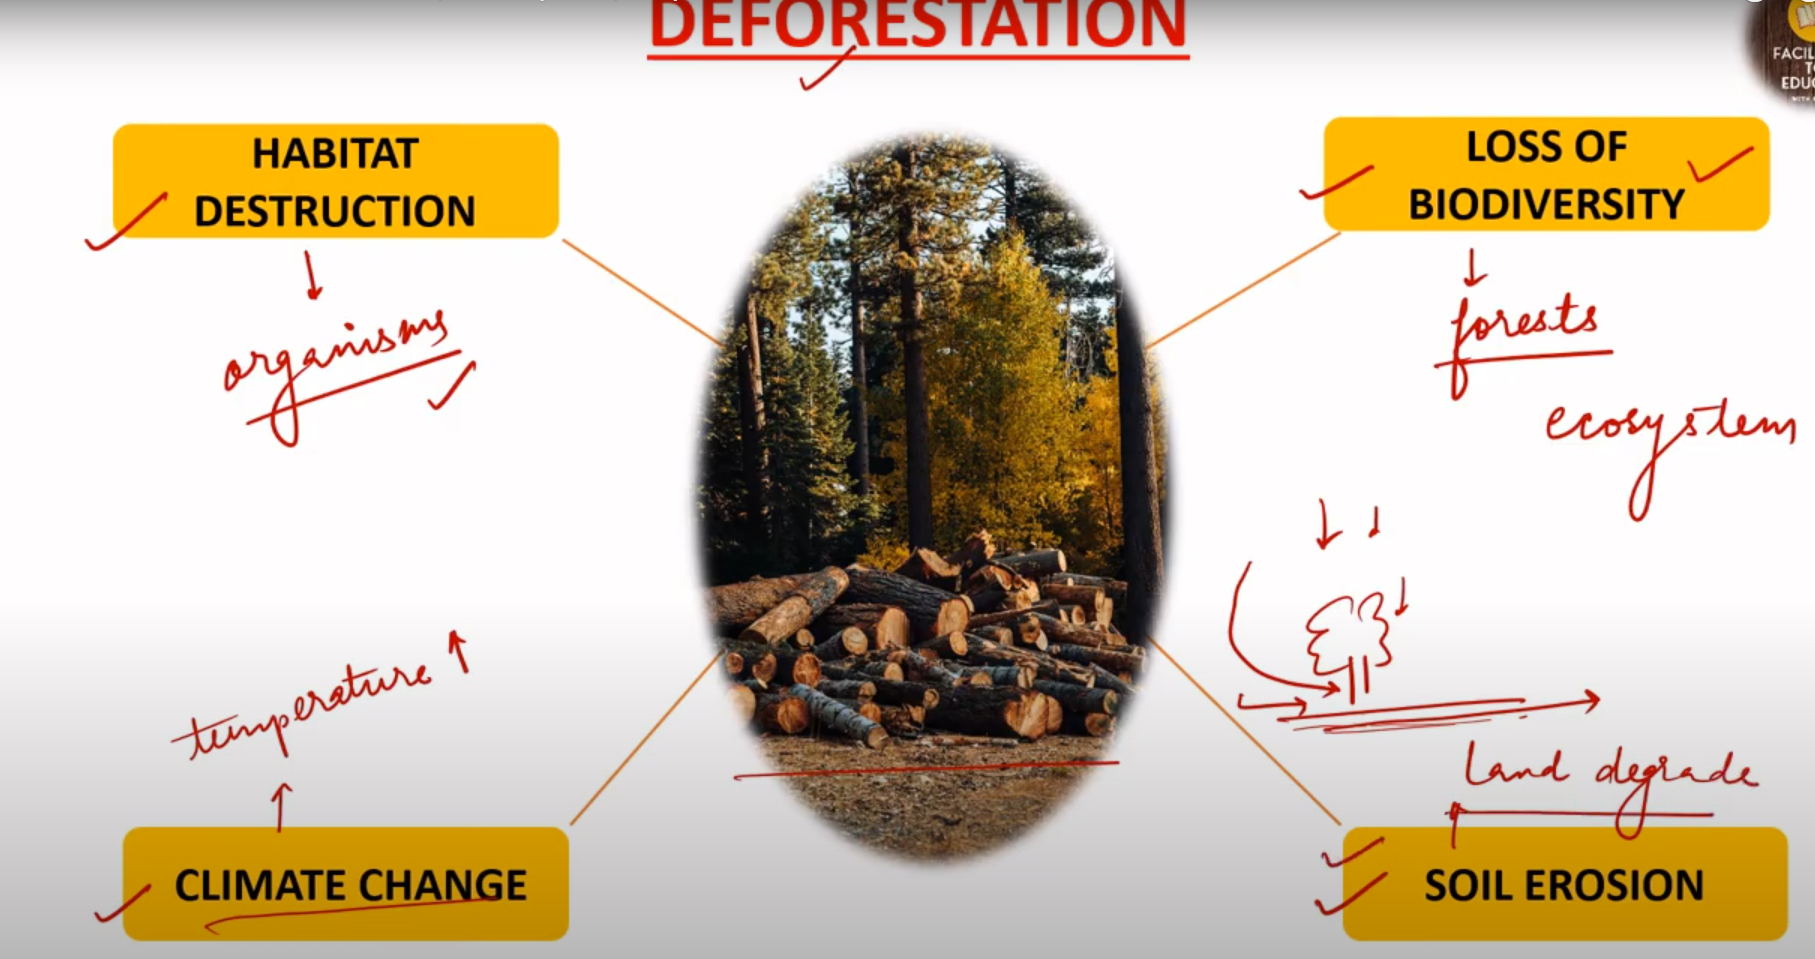 DEFORESTATION
HABITAT
DESTRUCTION
organisms
LOSS OF
BIODIVERSITY
forests
ecosystem
temperature
CLIMATE CHANGE
Land degrade
SOIL EROSION